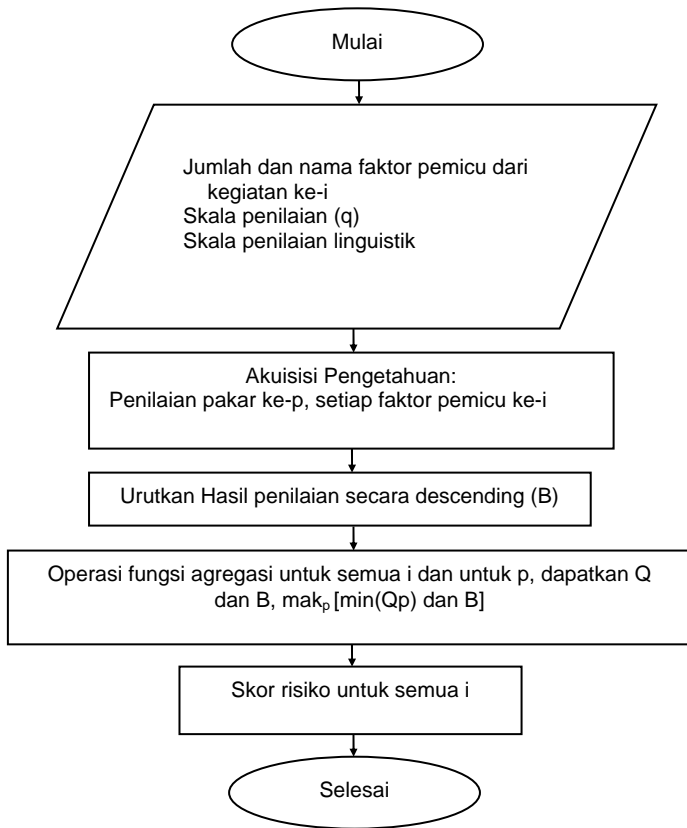 Mulai
Jumlah dan nama faktor pemicu dari
kegiatan ke-i
Skala penilaian (q)
Skala penilaian linguistik
Akuisisi Pengetahuan:
Penilaian pakar ke-p, setiap faktor pemicu ke-i
Urutkan Hasil penilaian secara descending (B)
Operasi fungsi agregasi untuk semua i dan untuk p, dapatkan Q
dan B, makₚ [min(Qp) dan B]
Skor risiko untuk semua i
Selesai